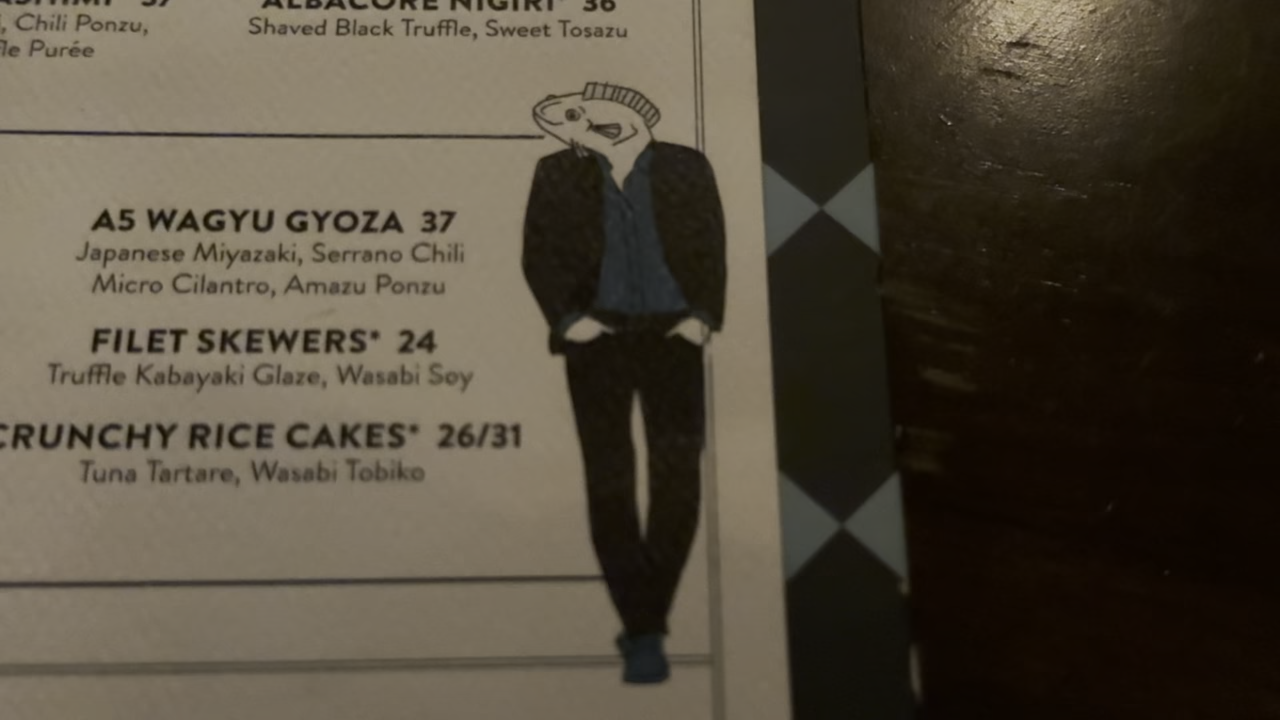 ALBACORE NIGIRI* 36
, Chili Ponzu,
Shaved Black Truffle, Sweet Tosazu
Purée
A5 WAGYU GYOZA 37
Japanese Miyazaki, Serrano Chili
Micro Cilantro, Amazu Ponzu
FILET SKEWERS* 24
Truffle Kabayaki Glaze, Wasabi Soy
CRUNCHY RICE CAKES* 26/31
Tuna Tartare, Wasabi Tobiko